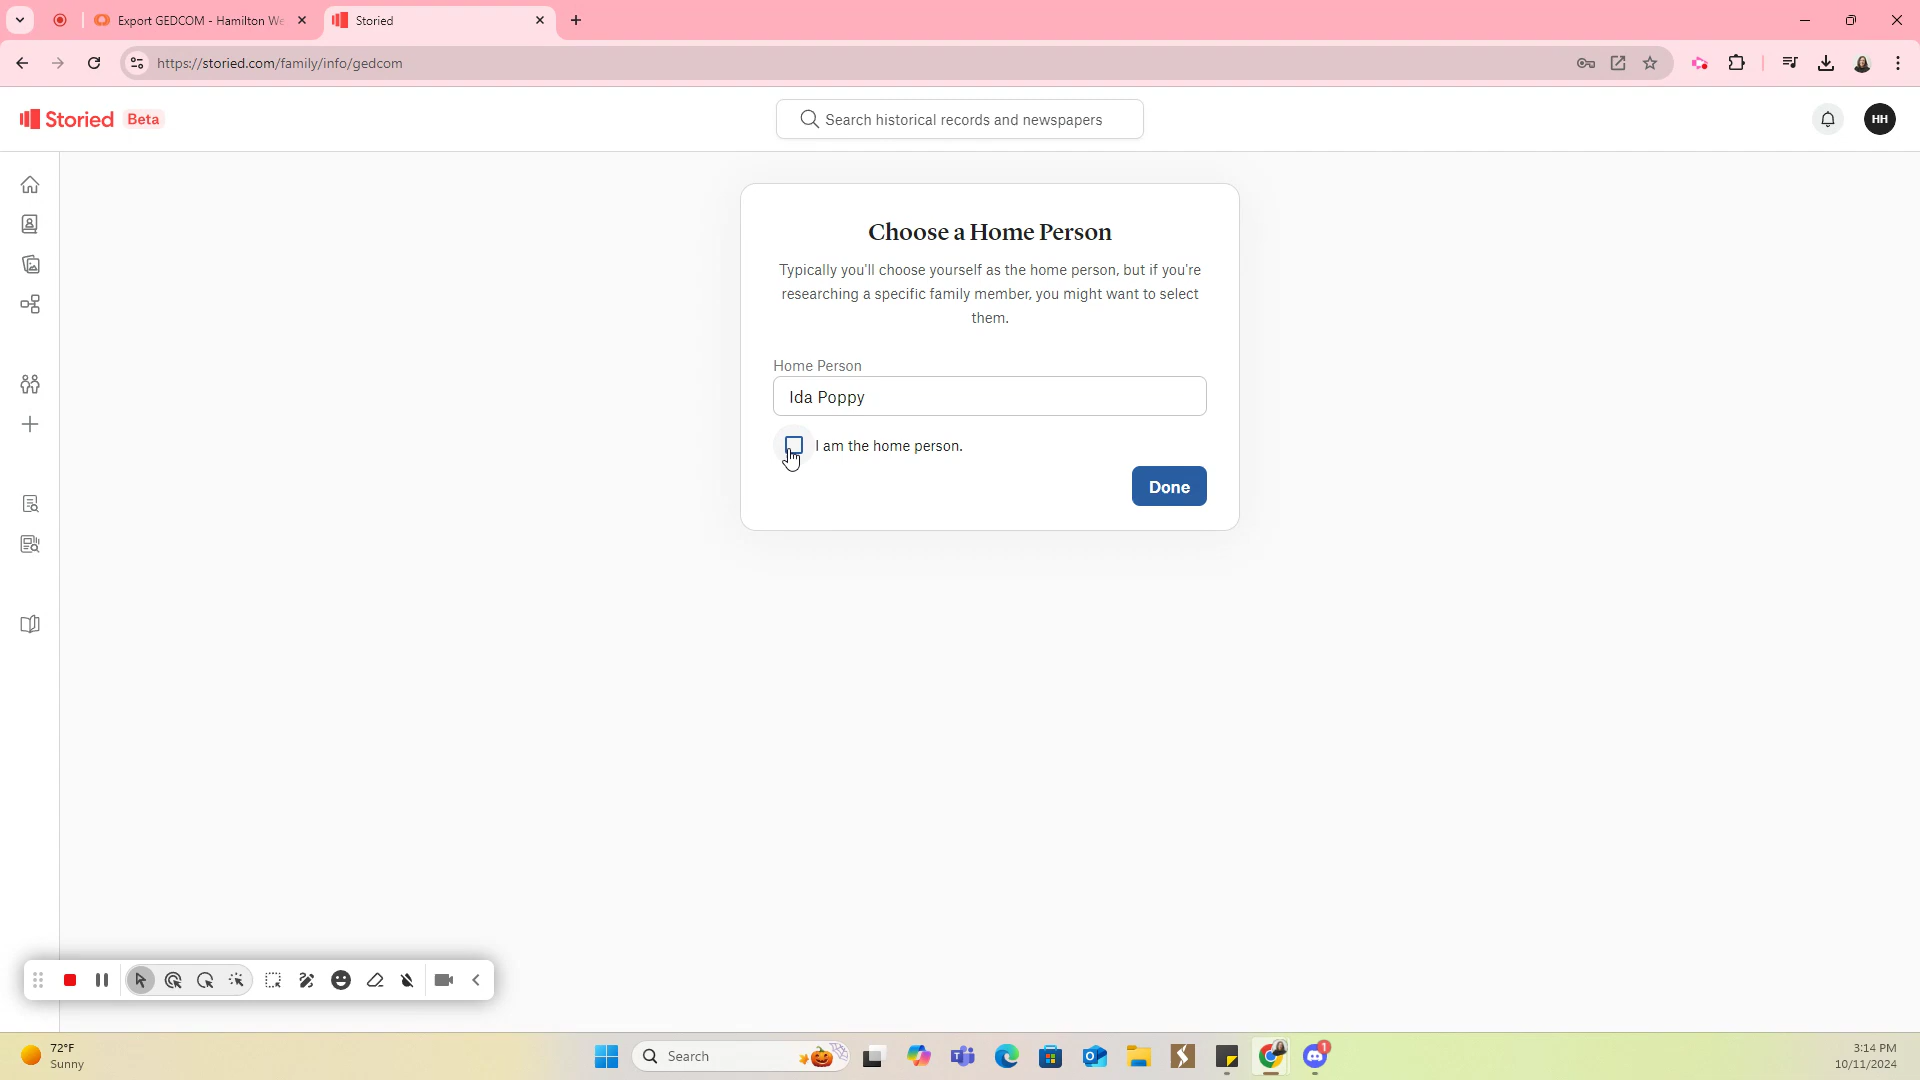 Export GEDCOM - Hamilton We
Storied
https://storied.com/family/info/gedcom
Storied Beta
Search historical records and newspapers
HH
Choose a Home Person
Typically you'll choose yourself as the home person, but if you're
researching a specific family member, you might want to select
them.
Home Person
Ida Poppy
I am the home person.
Done
72°F
Sunny
Search
1
3:14 PM
10/11/2024